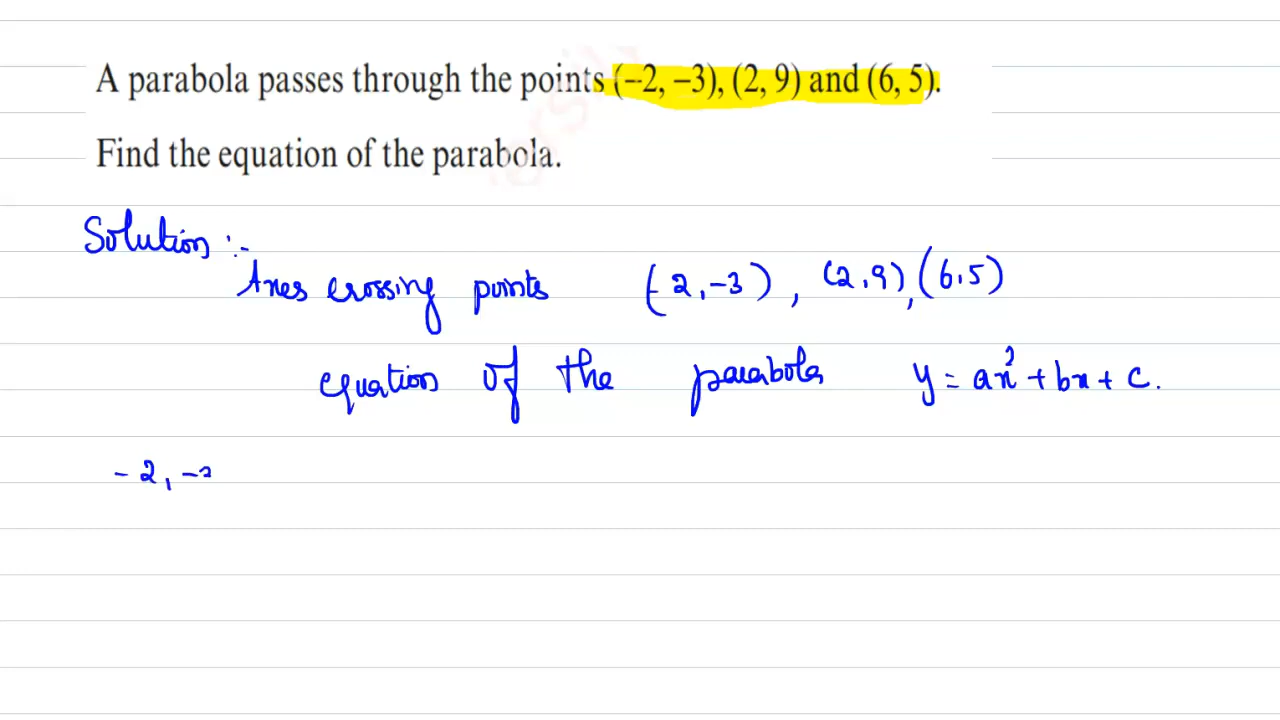 A parabola passes through the points (−2, −3), (2, 9) and (6, 5).
Find the equation of the parabola.
Solution :-
Axes crossing points (-2, -3), (2, 9), (6, 5)
equation of the parabola y = ax² + bx + c.
- 2, -3